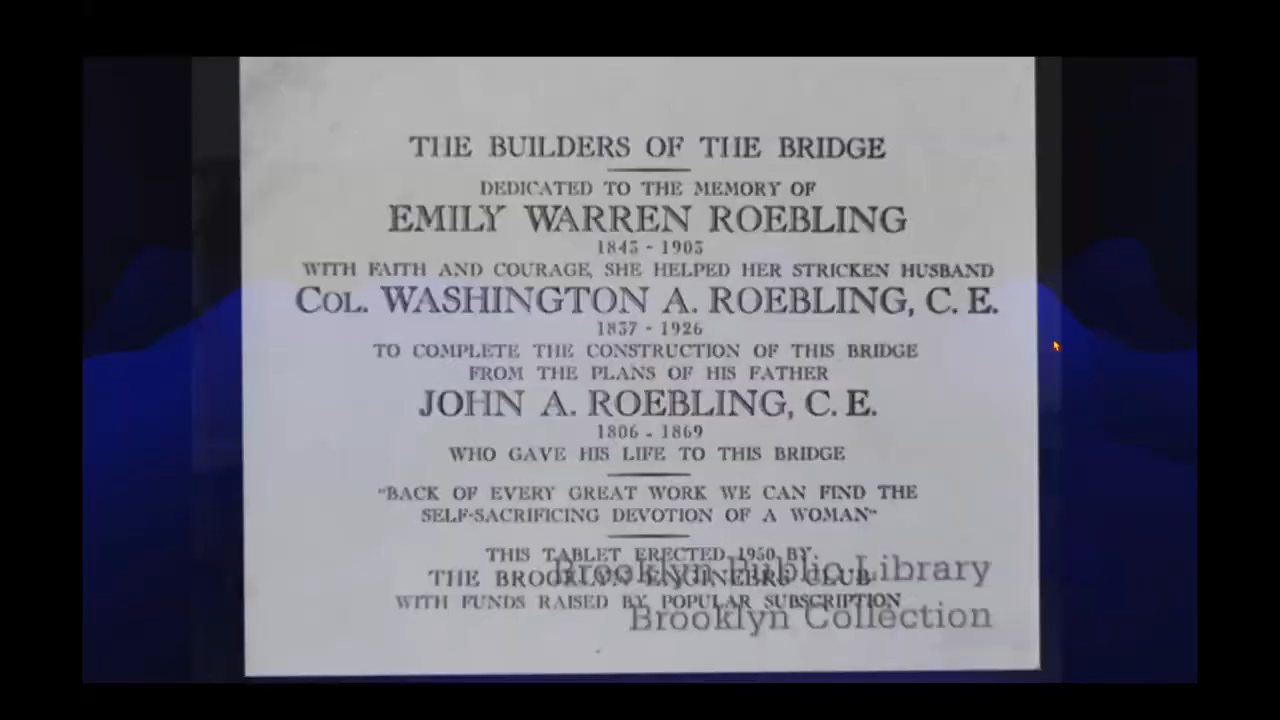 THE BUILDERS OF THE BRIDGE
DEDICATED TO THE MEMORY OF
EMILY WARREN ROEBLING
1843 - 1903
WITH FAITH AND COURAGE, SHE HELPED HER STRICKEN HUSBAND
COL. WASHINGTON A. ROEBLING, C. E.
1837 - 1926
TO COMPLETE THE CONSTRUCTION OF THIS BRIDGE
FROM THE PLANS OF HIS FATHER
JOHN A. ROEBLING, C. E.
1806 - 1869
WHO GAVE HIS LIFE TO THIS BRIDGE
"BACK OF EVERY GREAT WORK WE CAN FIND THE
SELF-SACRIFICING DEVOTION OF A WOMAN"
THIS TABLET ERECTED 1950 BY.
THE BROOKLYN ENGINEERS CLUB
WITH FUNDS RAISED BY POPULAR SUBSCRIPTION
Brooklyn Public Library
Brooklyn Collection